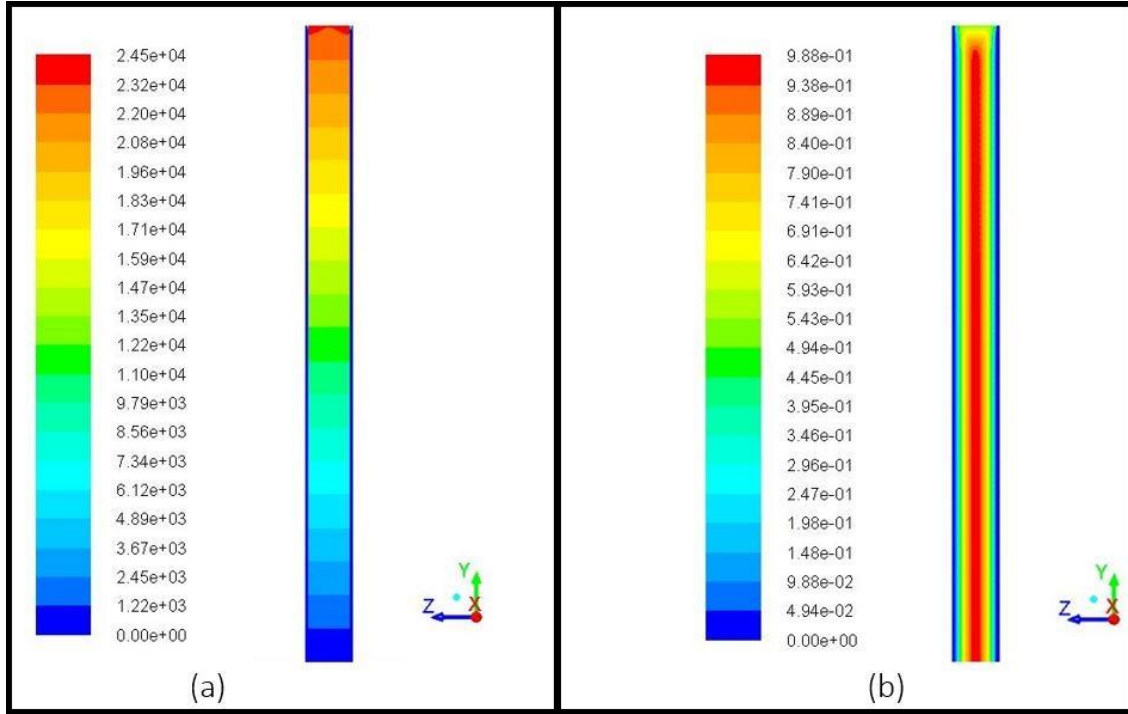 2.45e+04
2.32e+04
2.20e+04
2.08e+04
1.96e+04
1.83e+04
1.71e+04
1.59e+04
1.47e+04
1.35e+04
1.22e+04
1.10e+04
9.79e+03
8.56e+03
7.34e+03
6.12e+03
4.89e+03
3.67e+03
2.45e+03
1.22e+03
0.00e+00
Y
Z
X
(a)
9.88e-01
9.38e-01
8.89e-01
8.40e-01
7.90e-01
7.41e-01
6.91e-01
6.42e-01
5.93e-01
5.43e-01
4.94e-01
4.45e-01
3.95e-01
3.46e-01
2.96e-01
2.47e-01
1.98e-01
1.48e-01
9.88e-02
4.94e-02
0.00e+00
Y
Z
X
(b)